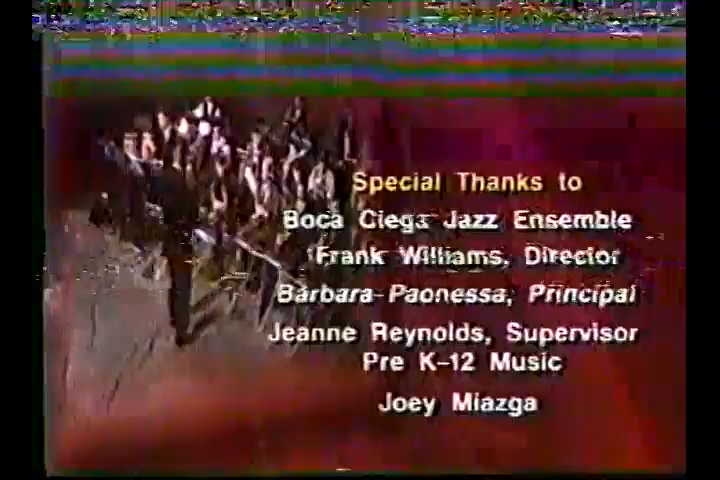 Special Thanks to
Boca Ciega Jazz Ensemble
Frank Williams, Director
Barbara Paonessa, Principal
Jeanne Reynolds, Supervisor
Pre K-12 Music
Joey Miazga